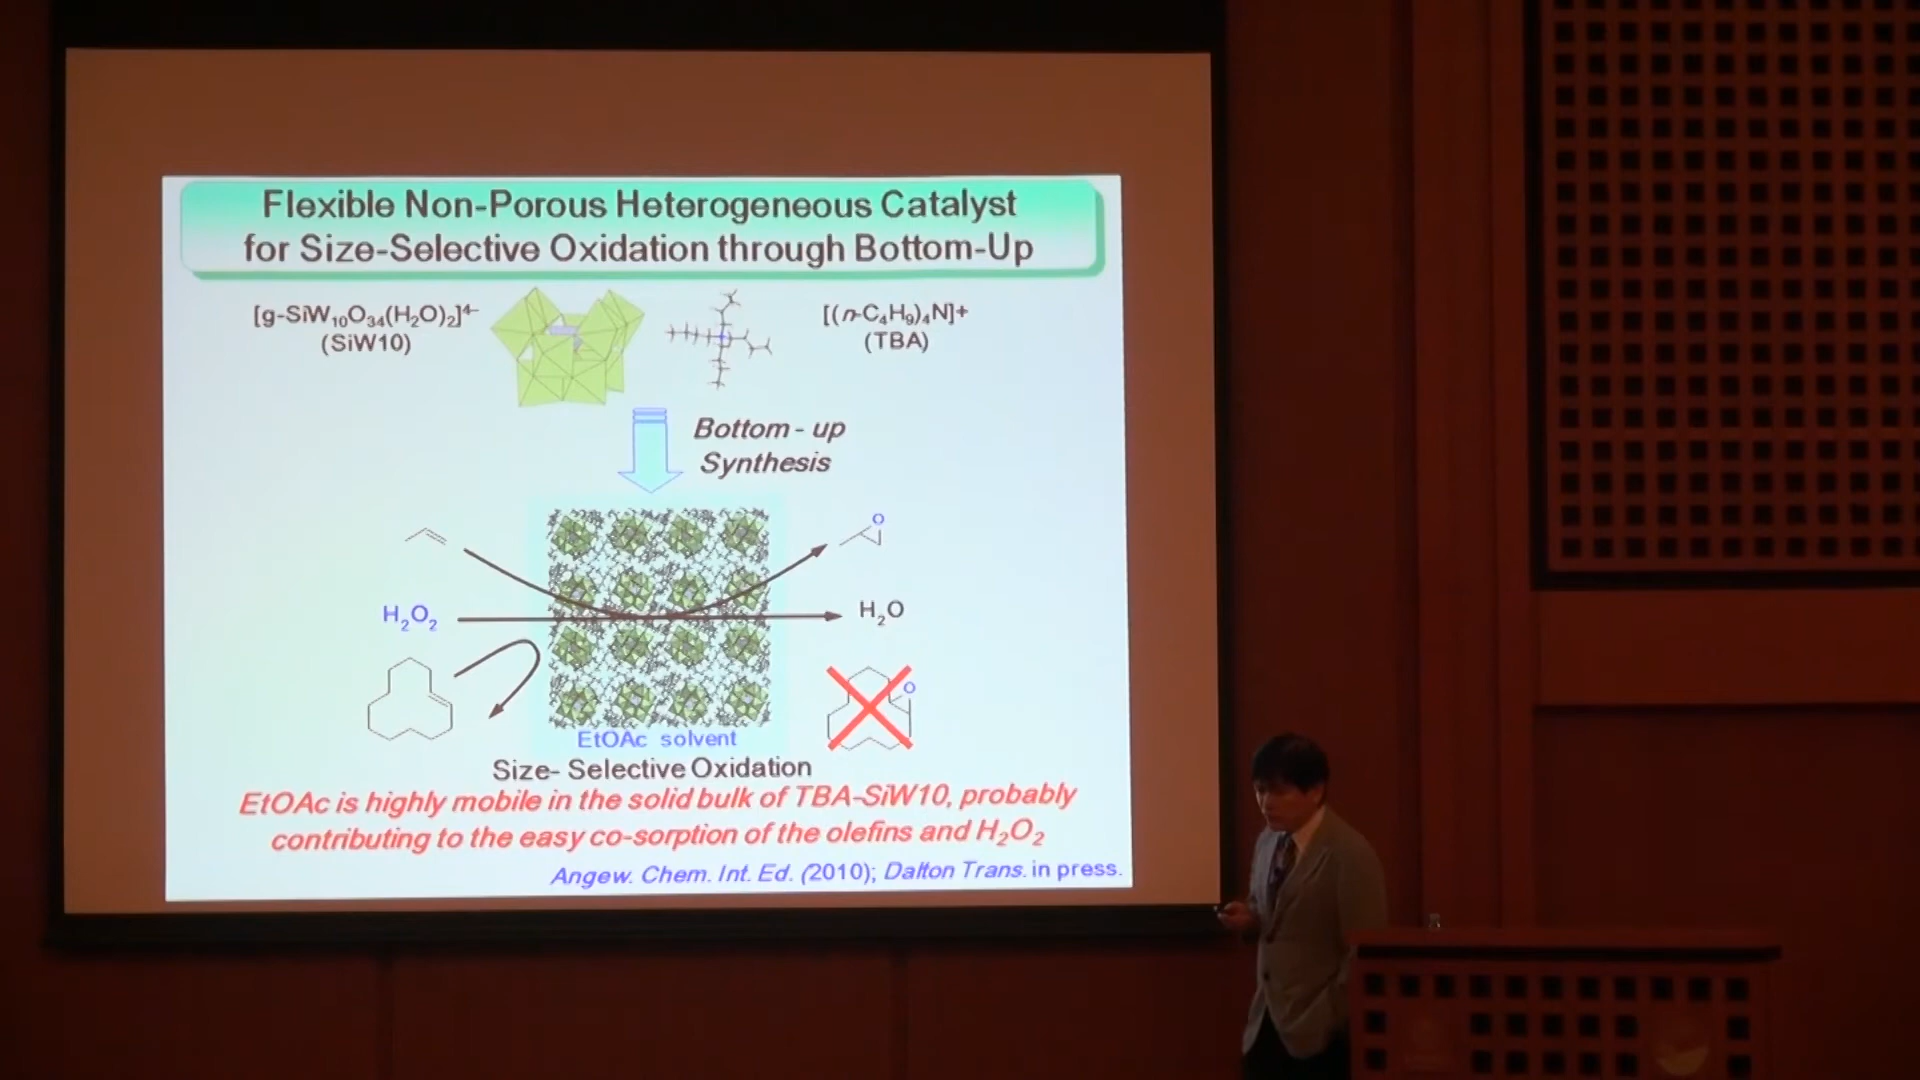 Flexible Non-Porous Heterogeneous Catalyst
for Size-Selective Oxidation through Bottom-Up
[g-SiW10O34(H2O)2]4-
(SiW10)
[(n-C4H9)4N]+
(TBA)
Bottom - up
Synthesis
O
H2O2
H2O
O
EtOAc solvent
Size- Selective Oxidation
EtOAc is highly mobile in the solid bulk of TBA-SiW10, probably
contributing to the easy co-sorption of the olefins and H2O2
Angew. Chem. Int. Ed. (2010); Dalton Trans. in press.